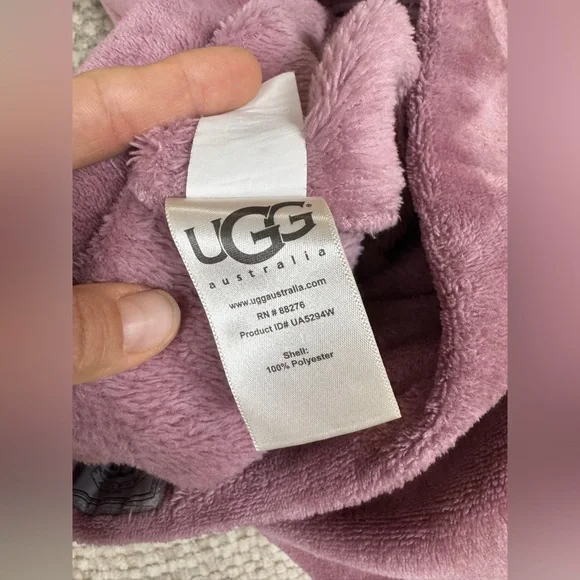 UGG®
australia
www.uggaustralia.com
RN # 88276
Product ID# UA5294W
Shell:
100% Polyester